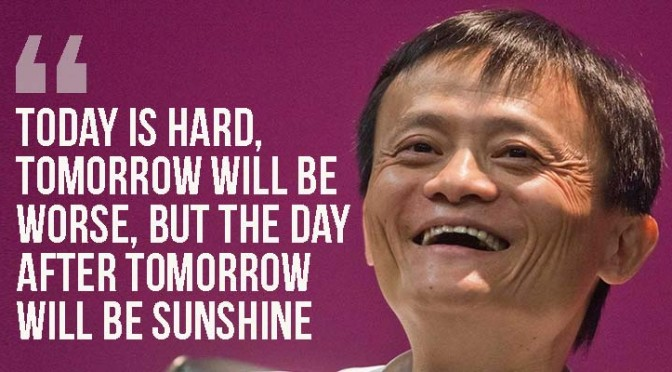 “
TODAY IS HARD,
TOMORROW WILL BE
WORSE, BUT THE DAY
AFTER TOMORROW
WILL BE SUNSHINE